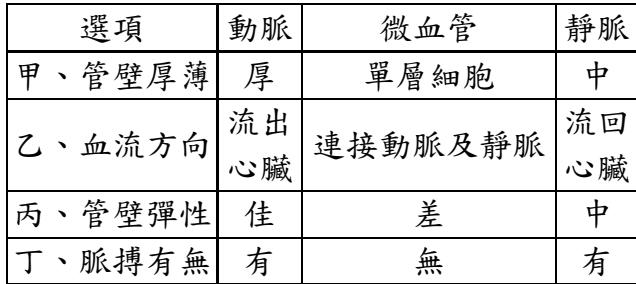 選項 動脈 微血管 靜脈
甲、管壁厚薄 厚 單層細胞 中
乙、血流方向 流出心臟 連接動脈及靜脈 流回心臟
丙、管壁彈性 佳 差 中
丁、脈搏有無 有 無 有